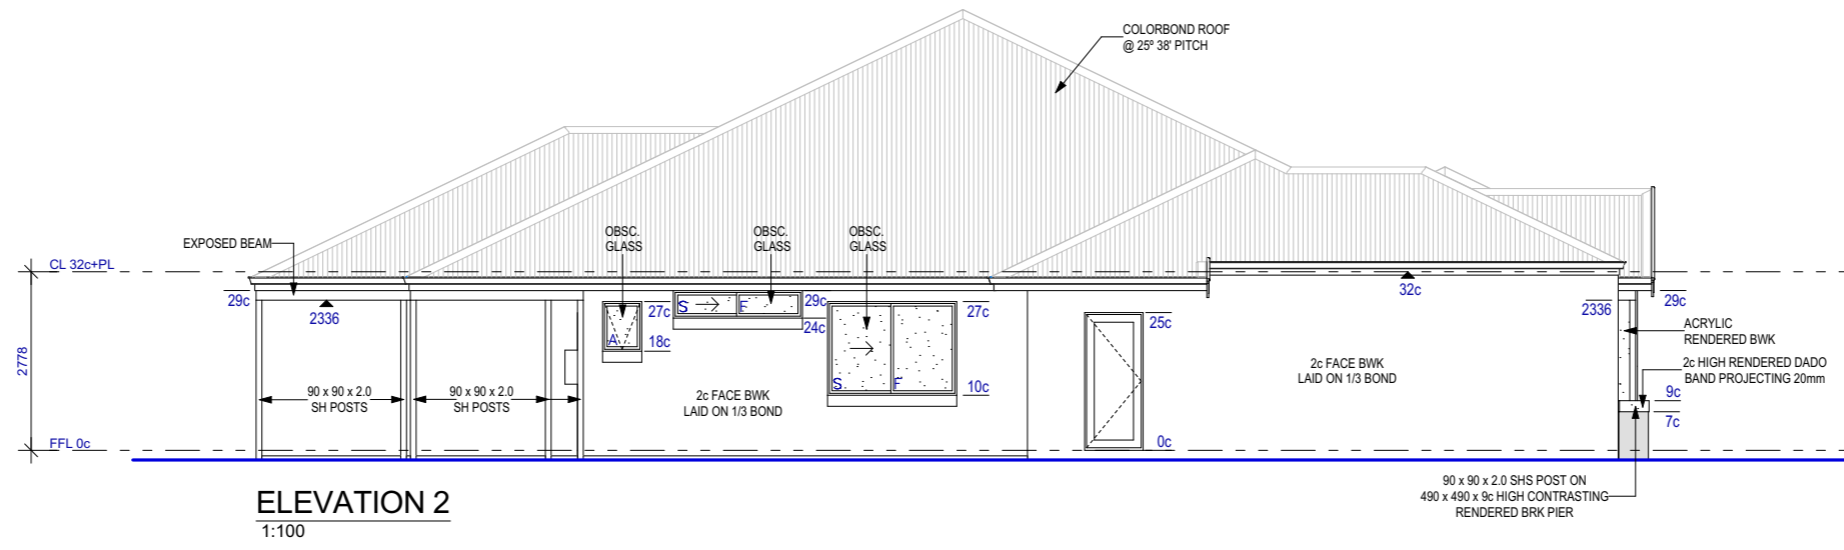 COLORBOND ROOF
@ 25º 38' PITCH
OBSC.
GLASS
OBSC.
GLASS
OBSC.
GLASS
EXPOSED BEAM
CL 32c+PL
29c
2336
S
F
29c
27c
24c
A
18c
27c
25c
32c
2336
29c
ACRYLIC
RENDERED BWK
2778
90 x 90 x 2.0
SH POSTS
90 x 90 x 2.0
SH POSTS
2c FACE BWK
LAID ON 1/3 BOND
S
F
10c
2c FACE BWK
LAID ON 1/3 BOND
2c HIGH RENDERED DADO
BAND PROJECTING 20mm
9c
7c
FFL 0c
0c
90 x 90 x 2.0 SHS POST ON
490 x 490 x 9c HIGH CONTRASTING
RENDERED BRK PIER
ELEVATION 2
1:100